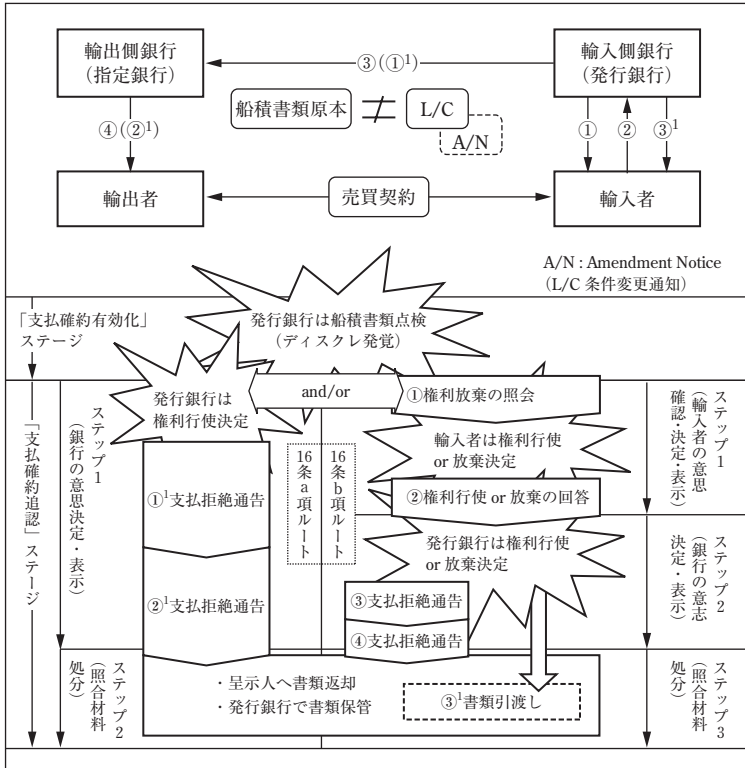 輸出側銀行
（指定銀行）
③(①¹)
輸入側銀行
（発行銀行）
④(②¹)
船積書類原本
≠
L/C
A/N
①
②
③¹
輸出者
売買契約
輸入者
A/N : Amendment Notice
（L/C 条件変更通知）
「支払確約有効化」
ステージ
発行銀行は船積書類点検
（ディスクレ発覚）
「支払確約追認」ステージ
ステップ1
（銀行の意思決定・表示）
発行銀行は
権利行使決定
and/or
①権利放棄の照会
輸入者は権利行使
or 放棄決定
16条a項ルート
16条b項ルート
①¹支払拒絶通告
②権利行使 or 放棄の回答
発行銀行は権利行使
or 放棄決定
②¹支払拒絶通告
③支払拒絶通告
④支払拒絶通告
ステップ1
（輸入者の意思
確認・決定・表示）
ステップ2
（銀行の意志
決定・表示）
ステップ2
（照合材料
処分）
・呈示人へ書類返却
・発行銀行で書類保管
③¹書類引渡し
ステップ3
（照合材料
処分）